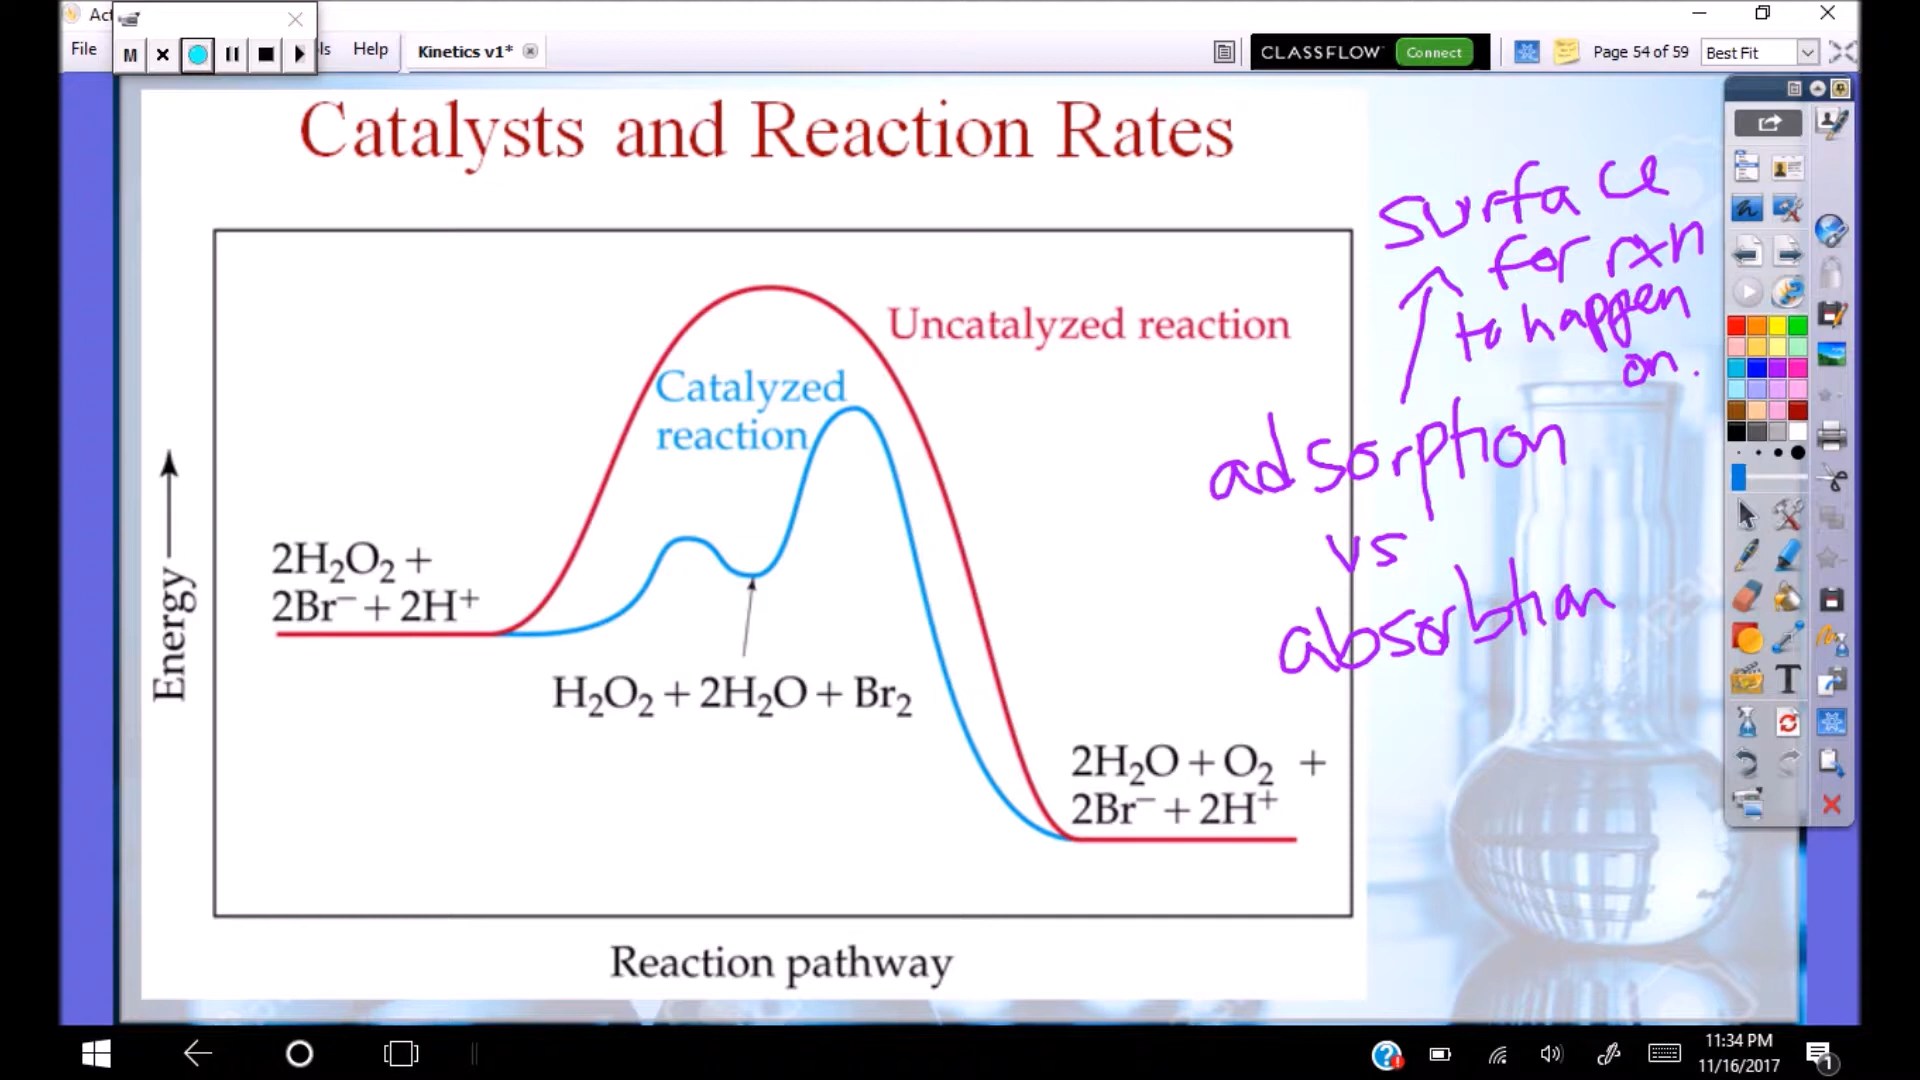 Act
File
ls
Help
Kinetics v1*
CLASSFLOW
Connect
Page 54 of 59
Best Fit
M
Catalysts and Reaction Rates
surface
for rxn
to happen
on.
adsorption
vs
absorbtion
Uncatalyzed reaction
Catalyzed
reaction
Energy
2H₂O₂ +
2Br⁻ + 2H⁺
H₂O₂ + 2H₂O + Br₂
2H₂O + O₂ +
2Br⁻ + 2H⁺
Reaction pathway
11:34 PM
11/16/2017
1